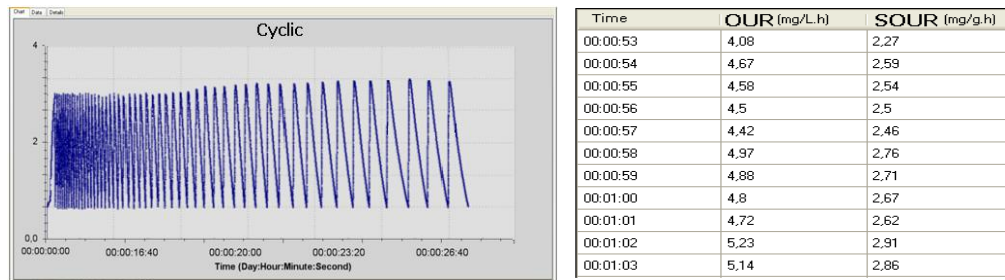 Chart Data Details
Cyclic
4
2
0,0
00:00:00:00 00:00:16:40 00:00:20:00 00:00:23:20 00:00:26:40
Time (Day:Hour:Minute:Second)
Time OUR (mg/L.h) SOUR (mg/g.h)
00:00:53 4,08 2,27
00:00:54 4,67 2,59
00:00:55 4,58 2,54
00:00:56 4,5 2,5
00:00:57 4,42 2,46
00:00:58 4,97 2,76
00:00:59 4,88 2,71
00:01:00 4,8 2,67
00:01:01 4,72 2,62
00:01:02 5,23 2,91
00:01:03 5,14 2,86